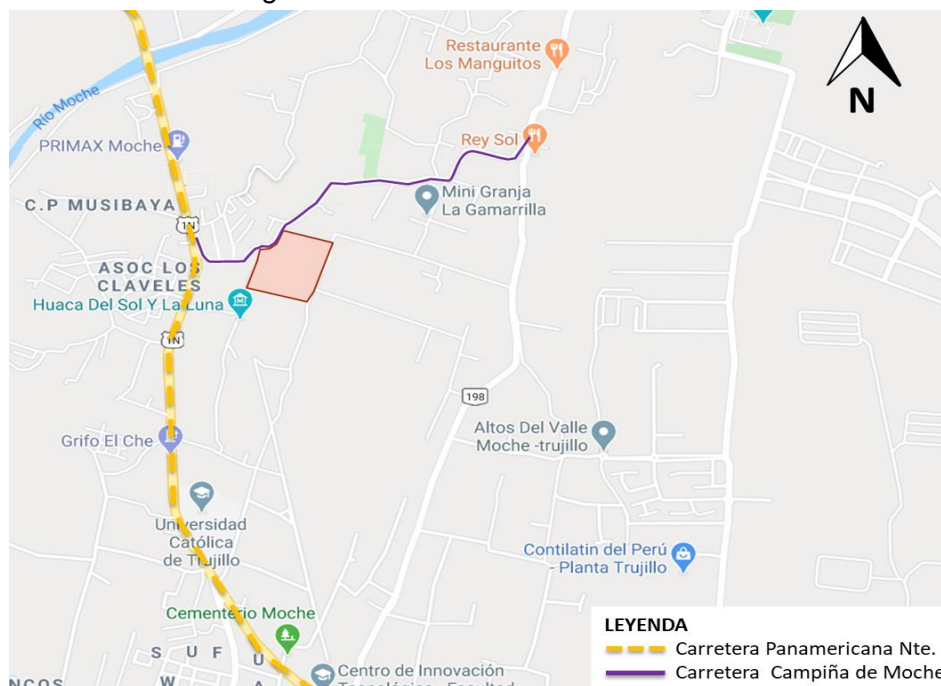 Restaurante
Los Manguitos
N
Río Moche
PRIMAX Moche
Rey Sol
Mini Granja
La Gamarrilla
C.P MUSIBAYA
1N
ASOC LOS
CLAVELES
Huaca Del Sol Y La Luna
1N
198
Altos Del Valle
Moche -trujillo
Grifo El Che
Universidad
Católica
de Trujillo
Contilatin del Perú
- Planta Trujillo
Cementerio Moche
S U F U
W A
Centro de Innovación
LEYENDA
Carretera Panamericana Nte.
Carretera Campiña de Moche